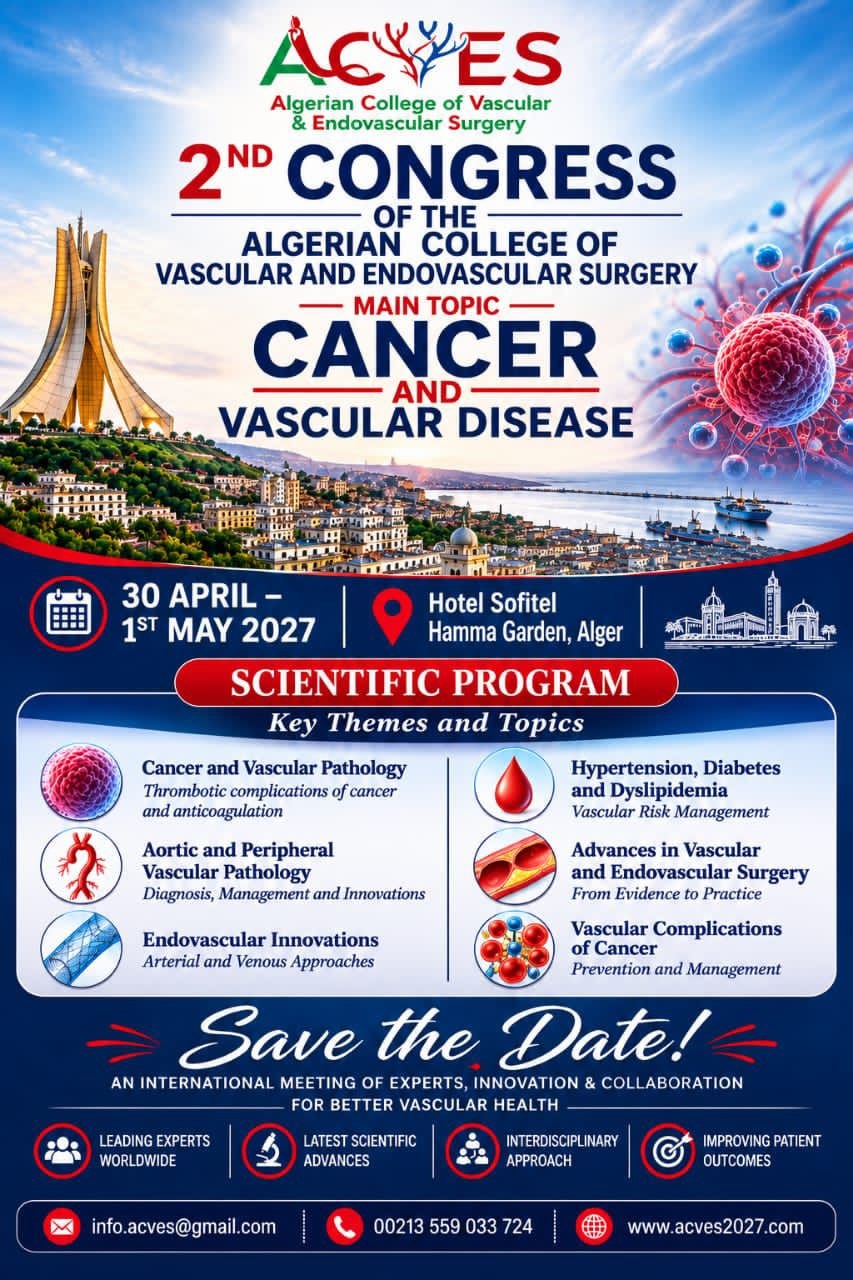 ACVES
Algerian College of Vascular
& Endovascular Surgery
2ND CONGRESS
OF THE
ALGERIAN COLLEGE OF
VASCULAR AND ENDOVASCULAR SURGERY
MAIN TOPIC
CANCER
AND
VASCULAR DISEASE
30 APRIL –
1ST MAY 2027
Hotel Sofitel
Hamma Garden, Alger
SCIENTIFIC PROGRAM
Key Themes and Topics
Cancer and Vascular Pathology
Thrombotic complications of cancer
and anticoagulation
Aortic and Peripheral
Vascular Pathology
Diagnosis, Management and Innovations
Endovascular Innovations
Arterial and Venous Approaches
Hypertension, Diabetes
and Dyslipidemia
Vascular Risk Management
Advances in Vascular
and Endovascular Surgery
From Evidence to Practice
Vascular Complications
of Cancer
Prevention and Management
Save the Date!
AN INTERNATIONAL MEETING OF EXPERTS, INNOVATION & COLLABORATION
FOR BETTER VASCULAR HEALTH
LEADING EXPERTS
WORLDWIDE
LATEST SCIENTIFIC
ADVANCES
INTERDISCIPLINARY
APPROACH
IMPROVING PATIENT
OUTCOMES
info.acves@gmail.com
00213 559 033 724
www.acves2027.com